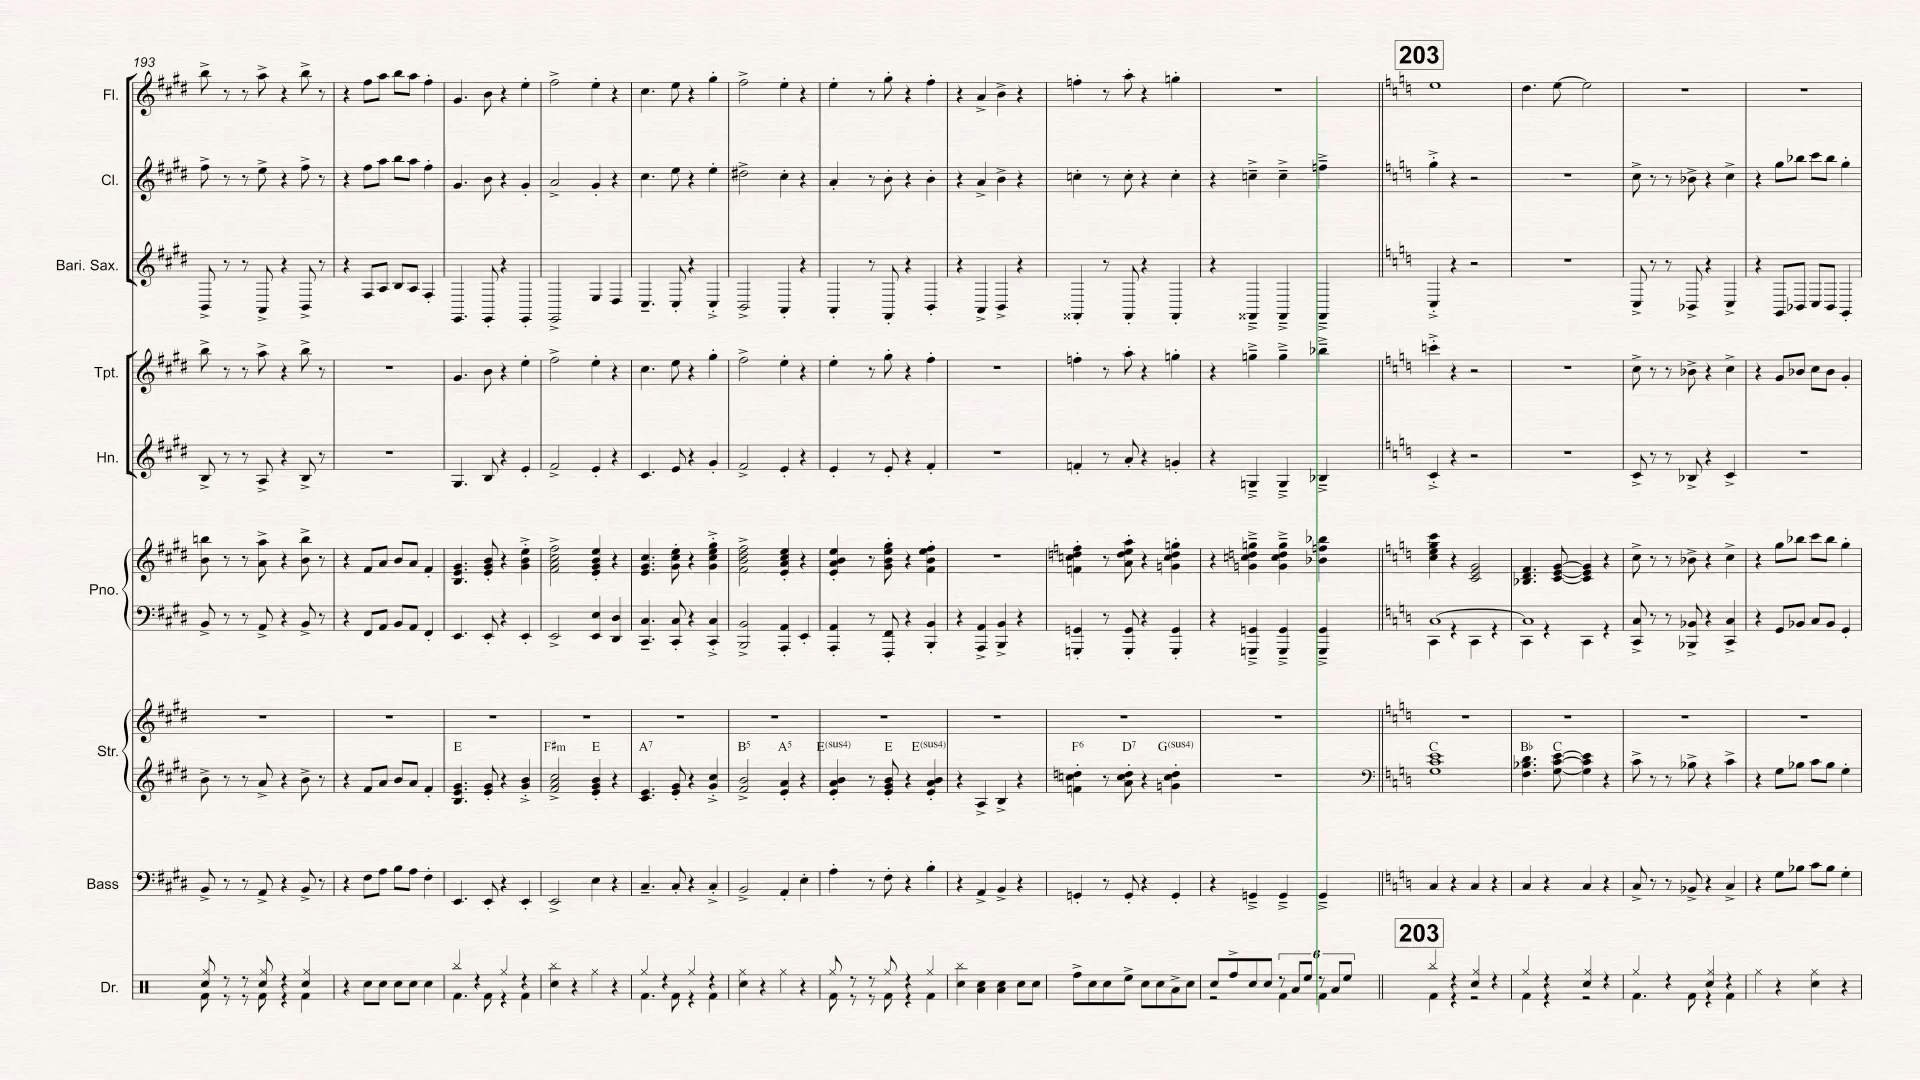 203
193
Fl.
Cl.
Bari. Sax.
Tpt.
Hn.
Pno.
Str.
E F♯m E A7 B5 A5 E(sus4) E E(sus4) F6 D7 G(sus4) C B♭ C
Bass
203
6
Dr.